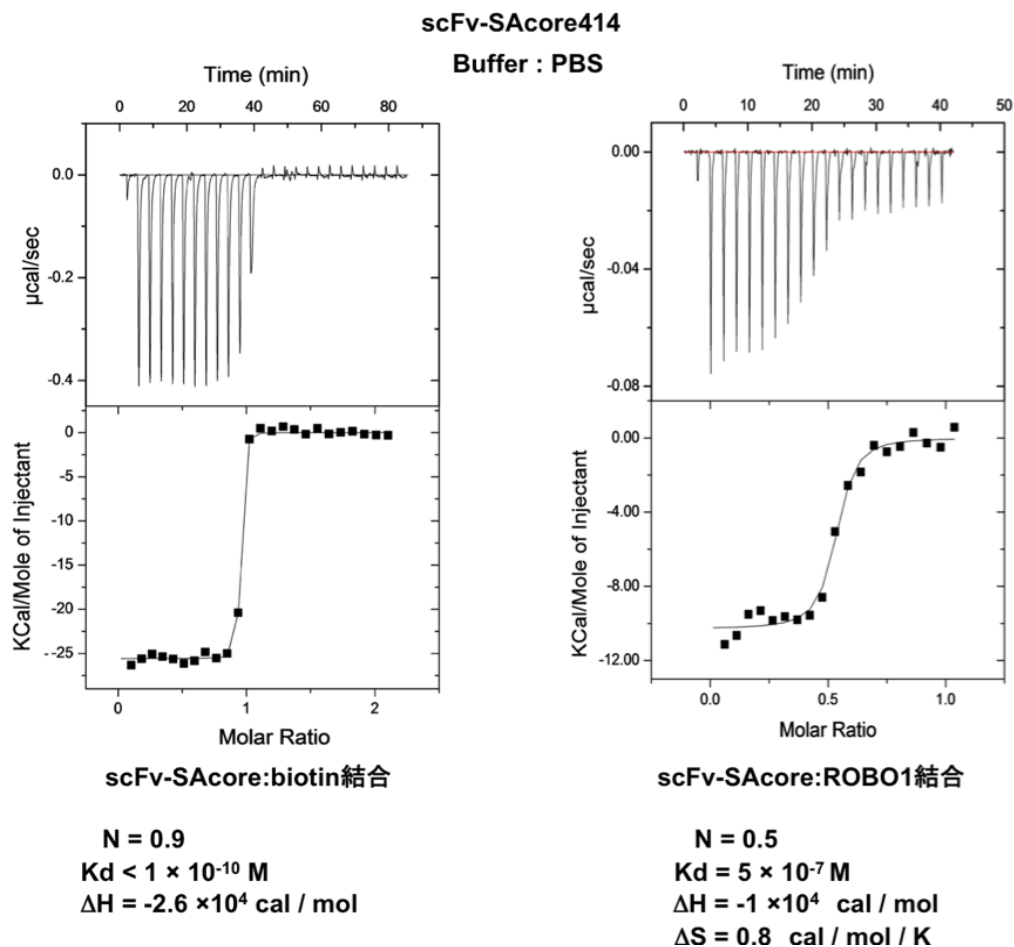 scFv-SAcore414
Buffer : PBS
Time (min)
0 20 40 60 80
0.0
-0.2
-0.4
µcal/sec
0
-5
-10
-15
-20
-25
KCal/Mole of Injectant
0 1 2
Molar Ratio
scFv-SAcore:biotin結合
N = 0.9
Kd < 1 × 10⁻¹⁰ M
ΔH = -2.6 ×10⁴ cal / mol
Time (min)
0 10 20 30 40 50
0.00
-0.04
-0.08
µcal/sec
0.00
-4.00
-8.00
-12.00
KCal/Mole of Injectant
0.0 0.5 1.0
Molar Ratio
scFv-SAcore:ROBO1結合
N = 0.5
Kd = 5 × 10⁻⁷ M
ΔH = -1 ×10⁴ cal / mol
ΔS = 0.8 cal / mol / K